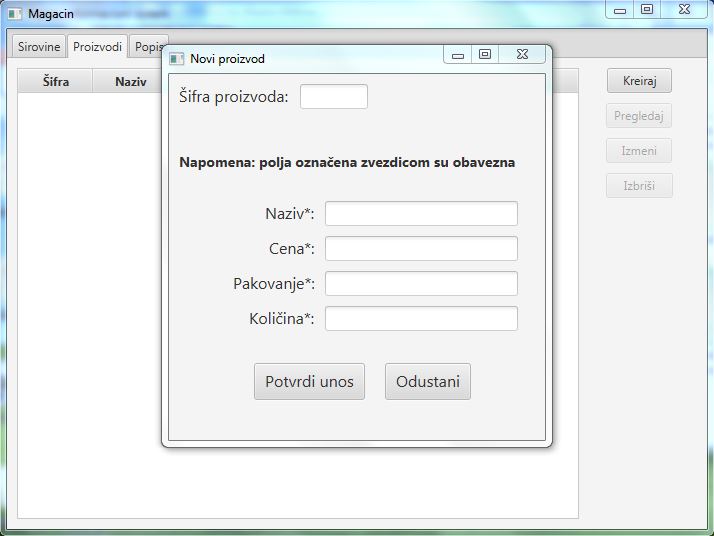 Magacin
Sirovine Proizvodi Popis
Šifra Naziv
Kreiraj
Pregledaj
Izmeni
Izbriši
Novi proizvod
Šifra proizvoda:
Napomena: polja označena zvezdicom su obavezna
Naziv*:
Cena*:
Pakovanje*:
Količina*:
Potvrdi unos Odustani